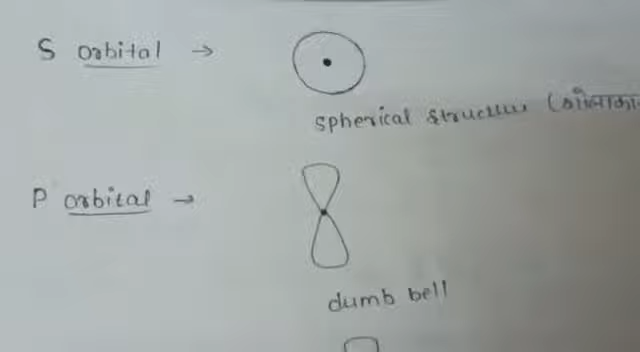 S orbital →
spherical structure (गोलाका
P orbital →
dumb bell